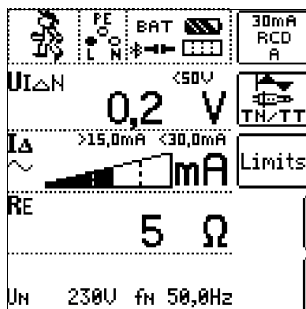 PE BAT
L N
30mA
RCD
A
UI△N <50V
0,2 V
TN/TT
I△ >15,0mA <30,0mA
~ mA
Limits
RE
5 Ω
UN 230V fN 50,0Hz